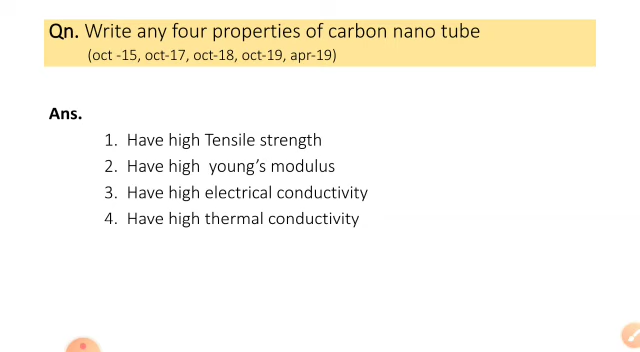 Qn. Write any four properties of carbon nano tube
(oct -15, oct-17, oct-18, oct-19, apr-19)
Ans.
1. Have high Tensile strength
2. Have high young's modulus
3. Have high electrical conductivity
4. Have high thermal conductivity